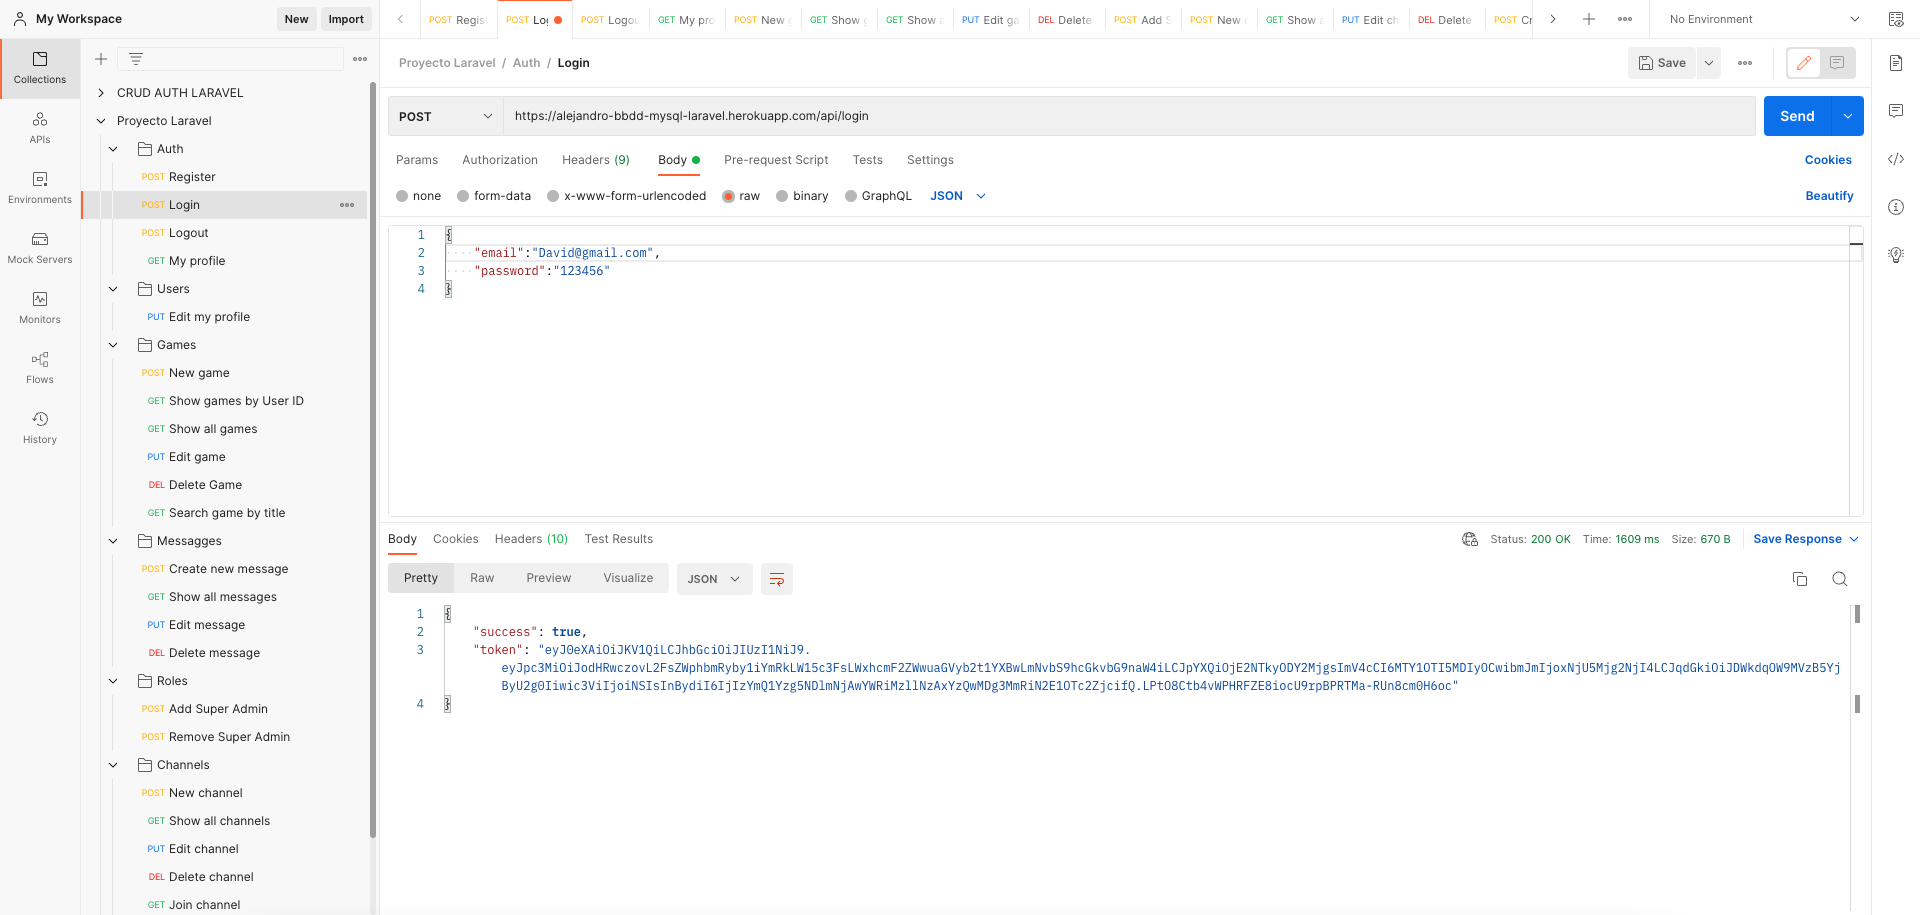 My Workspace
New
Import
POST Regis
POST Log
POST Logou
GET My pro
POST New g
GET Show g
GET Show a
PUT Edit ga
DEL Delete
POST Add S
POST New c
GET Show a
PUT Edit ch
DEL Delete
POST Cr
No Environment
Collections
APIs
Environments
Mock Servers
Monitors
Flows
History
CRUD AUTH LARAVEL
Proyecto Laravel
Auth
POST Register
POST Login
POST Logout
GET My profile
Users
PUT Edit my profile
Games
POST New game
GET Show games by User ID
GET Show all games
PUT Edit game
DEL Delete Game
GET Search game by title
Messagges
POST Create new message
GET Show all messages
PUT Edit message
DEL Delete message
Roles
POST Add Super Admin
POST Remove Super Admin
Channels
POST New channel
GET Show all channels
PUT Edit channel
DEL Delete channel
GET Join channel
Proyecto Laravel / Auth / Login
Save
POST
https://alejandro-bbdd-mysql-laravel.herokuapp.com/api/login
Send
Params Authorization Headers (9) Body Pre-request Script Tests Settings
Cookies
none form-data x-www-form-urlencoded raw binary GraphQL JSON
Beautify
1 {
2 "email":"David@gmail.com",
3 "password":"123456"
4 }
Body Cookies Headers (10) Test Results
Status: 200 OK Time: 1609 ms Size: 670 B
Save Response
Pretty Raw Preview Visualize JSON
1 {
2 "success": true,
3 "token": "eyJ0eXAiOiJKV1QiLCJhbGciOiJIUzI1NiJ9.
4 }